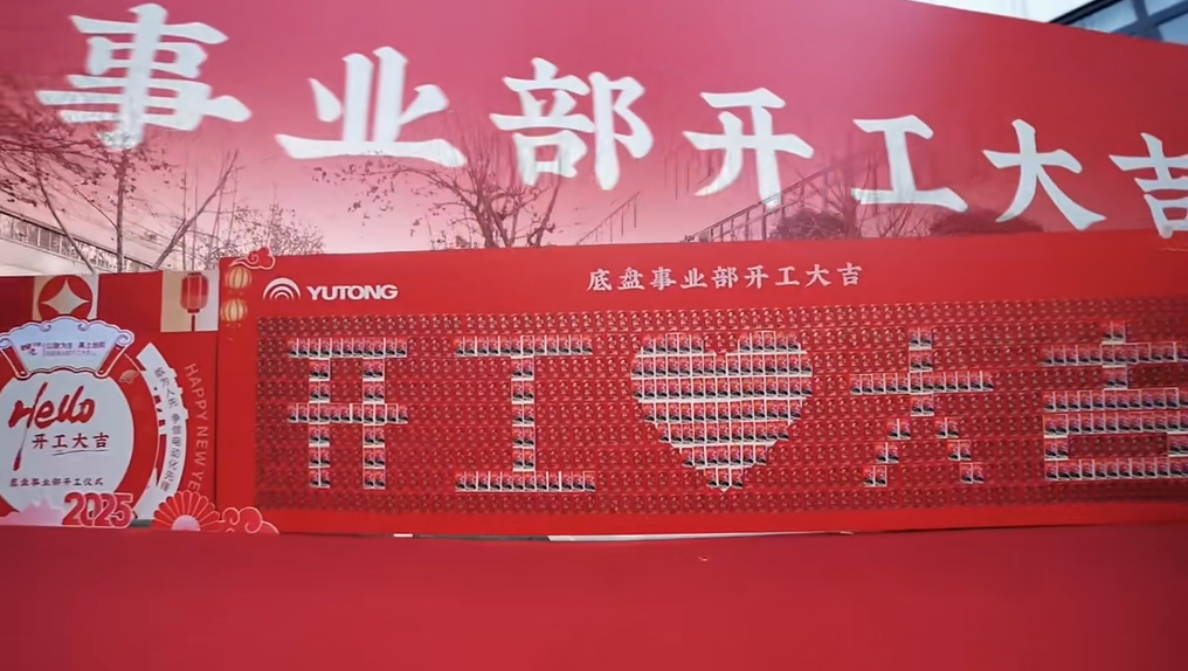 事业部开工大吉
YUTONG
底盘事业部开工大吉
开工大吉
Hello
开工大吉
底盘事业部开工仪式
2025
HAPPY NEW YE